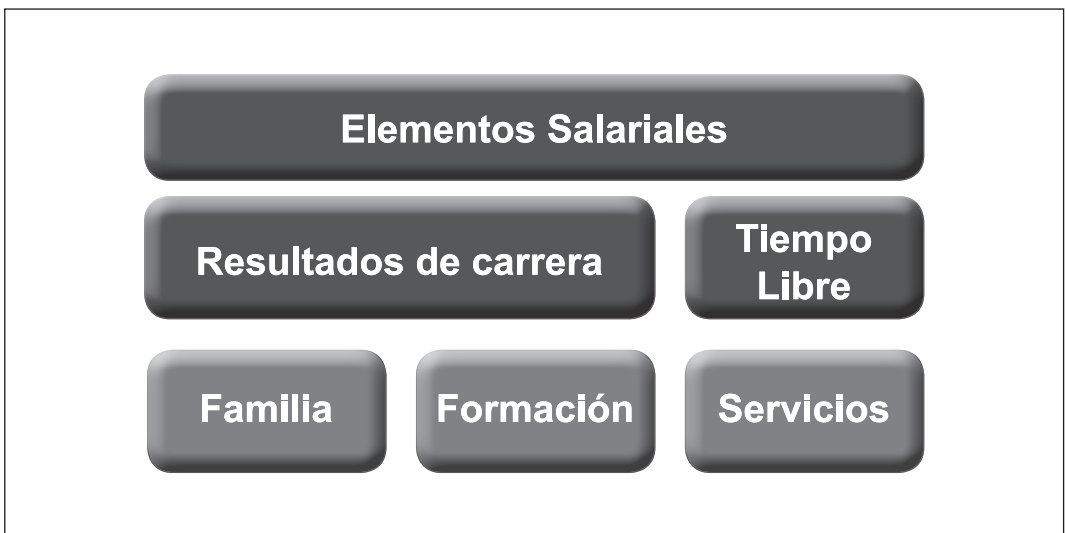 Elementos Salariales
Resultados de carrera
Tiempo
Libre
Familia
Formación
Servicios